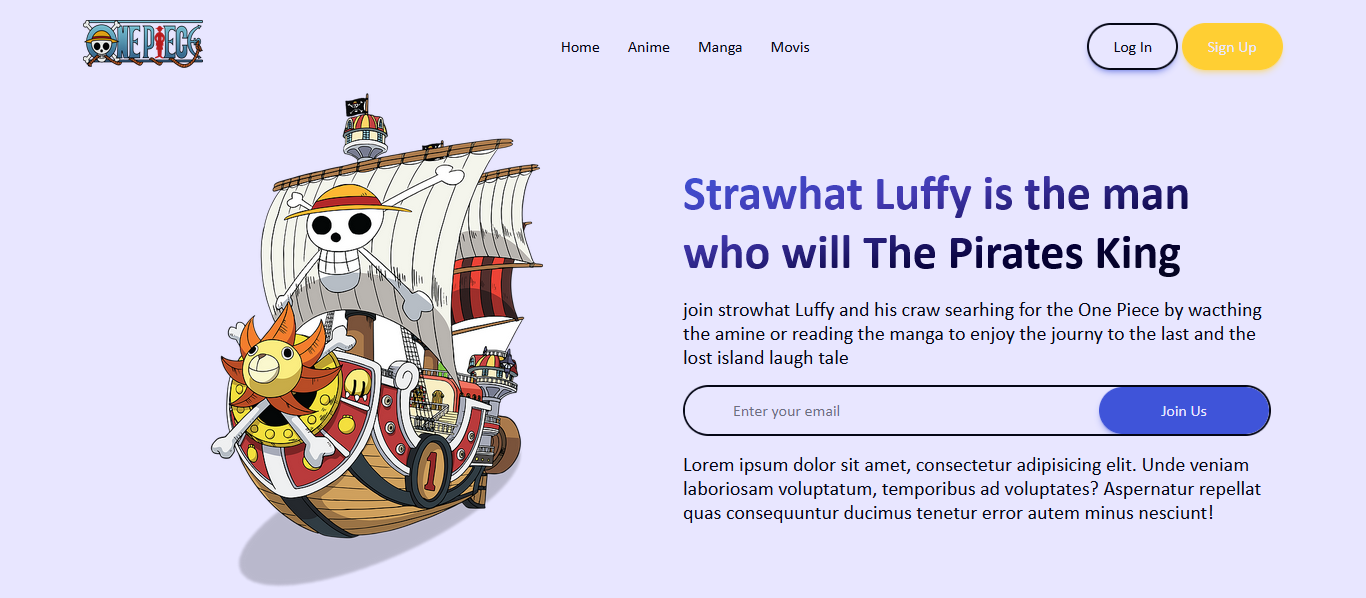 ONE PIECE
Home Anime Manga Movis
Log In Sign Up
Strawhat Luffy is the man
who will The Pirates King
join strowhat Luffy and his craw searhing for the One Piece by wacthing
the amine or reading the manga to enjoy the journy to the last and the
lost island laugh tale
Enter your email Join Us
Lorem ipsum dolor sit amet, consectetur adipisicing elit. Unde veniam
laboriosam voluptatum, temporibus ad voluptates? Aspernatur repellat
quas consequuntur ducimus tenetur error autem minus nesciunt!
1